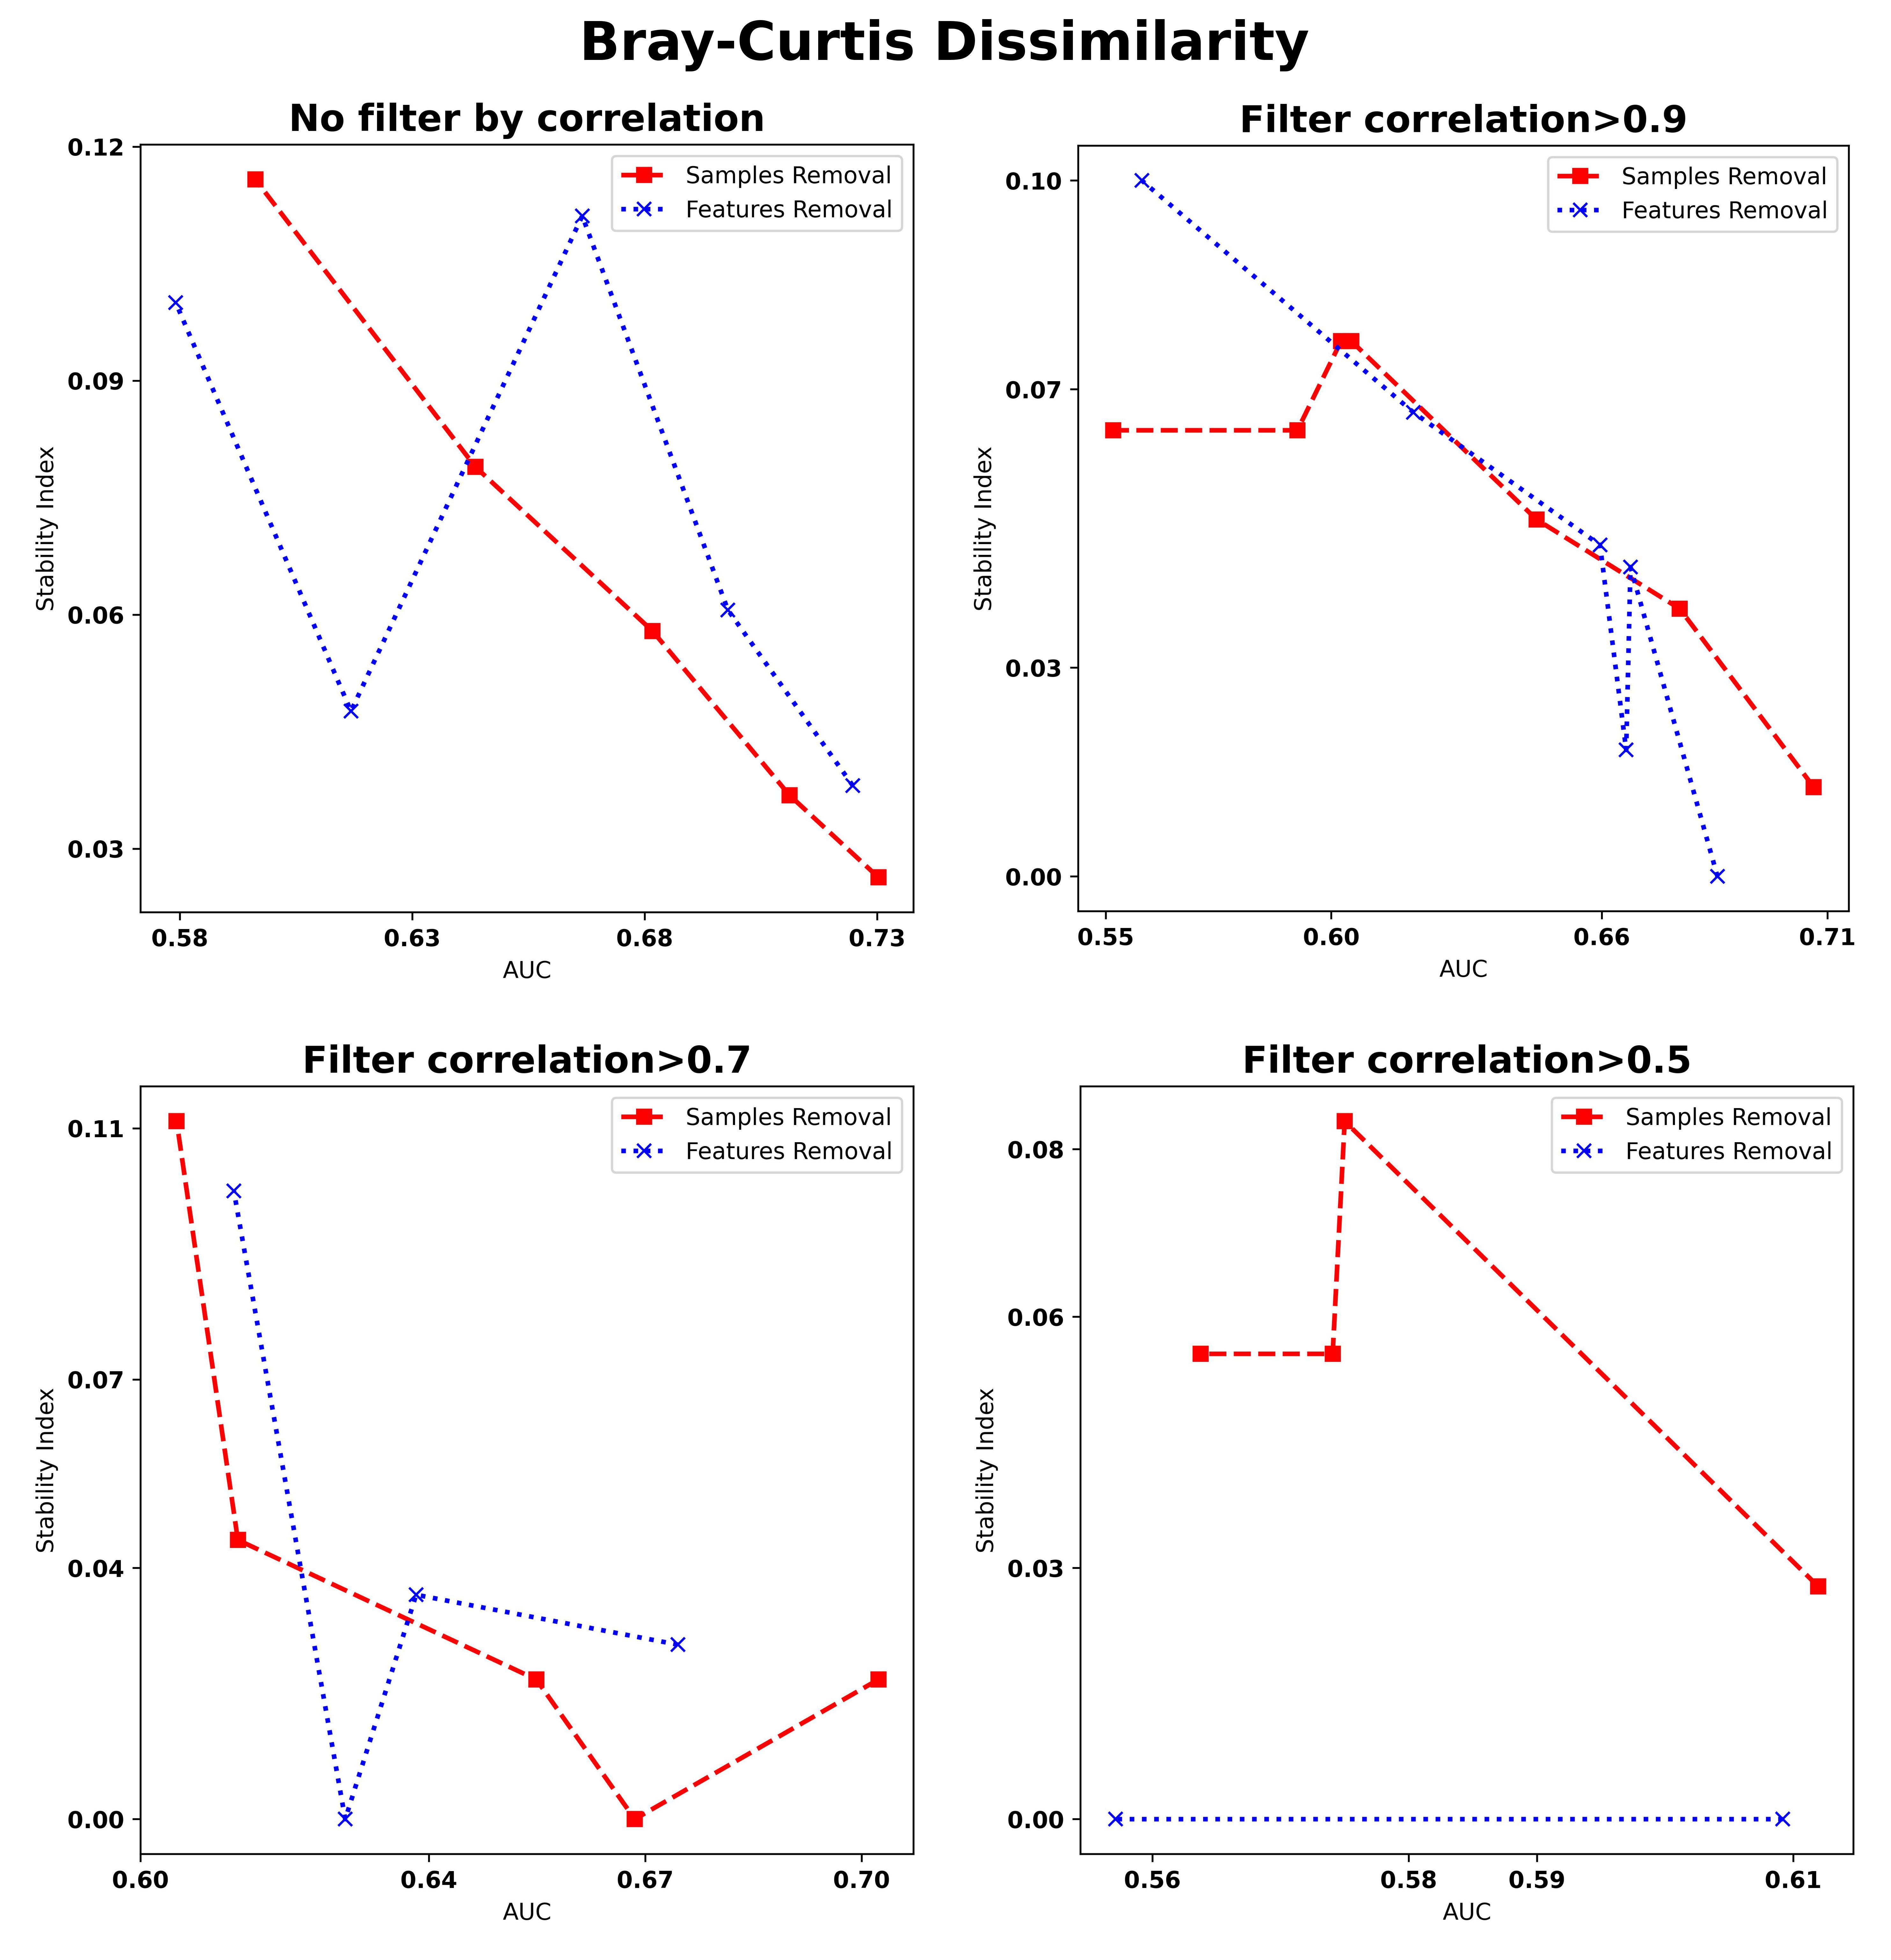 Bray-Curtis Dissimilarity
No filter by correlation
Samples Removal
Features Removal
0.12
0.09
0.06
0.03
Stability Index
0.58 0.63 0.68 0.73
AUC
Filter correlation>0.9
Samples Removal
Features Removal
0.10
0.07
0.03
0.00
Stability Index
0.55 0.60 0.66 0.71
AUC
Filter correlation>0.7
Samples Removal
Features Removal
0.11
0.07
0.04
0.00
Stability Index
0.60 0.64 0.67 0.70
AUC
Filter correlation>0.5
Samples Removal
Features Removal
0.08
0.06
0.03
0.00
Stability Index
0.56 0.58 0.59 0.61
AUC